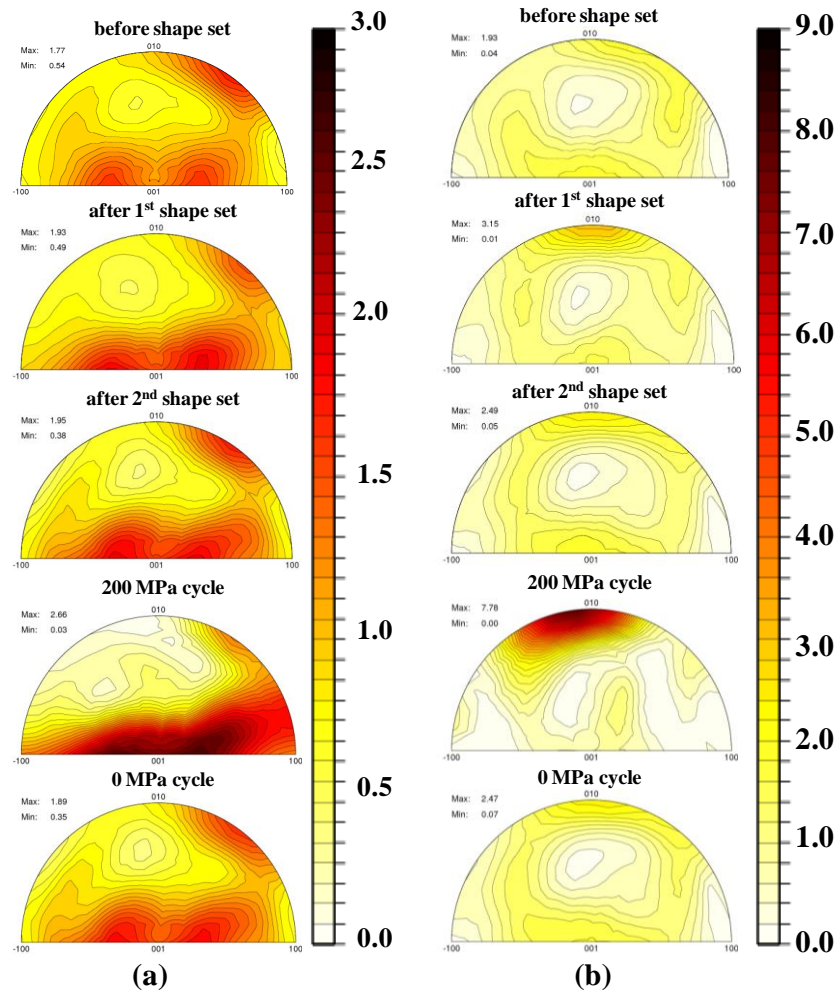 before shape set
Max: 1.77
Min: 0.54
010
-100
001
100
after 1st shape set
Max: 1.93
Min: 0.49
010
-100
001
100
after 2nd shape set
Max: 1.95
Min: 0.38
010
-100
001
100
200 MPa cycle
Max: 2.66
Min: 0.03
010
-100
001
100
0 MPa cycle
Max: 1.89
Min: 0.35
010
-100
001
100
3.0
2.5
2.0
1.5
1.0
0.5
0.0
(a)
before shape set
Max: 1.93
Min: 0.04
010
-100
001
100
after 1st shape set
Max: 3.15
Min: 0.01
010
-100
001
100
after 2nd shape set
Max: 2.49
Min: 0.05
010
-100
001
100
200 MPa cycle
Max: 7.78
Min: 0.00
010
-100
001
100
0 MPa cycle
Max: 2.47
Min: 0.07
010
-100
001
100
9.0
8.0
7.0
6.0
5.0
4.0
3.0
2.0
1.0
0.0
(b)